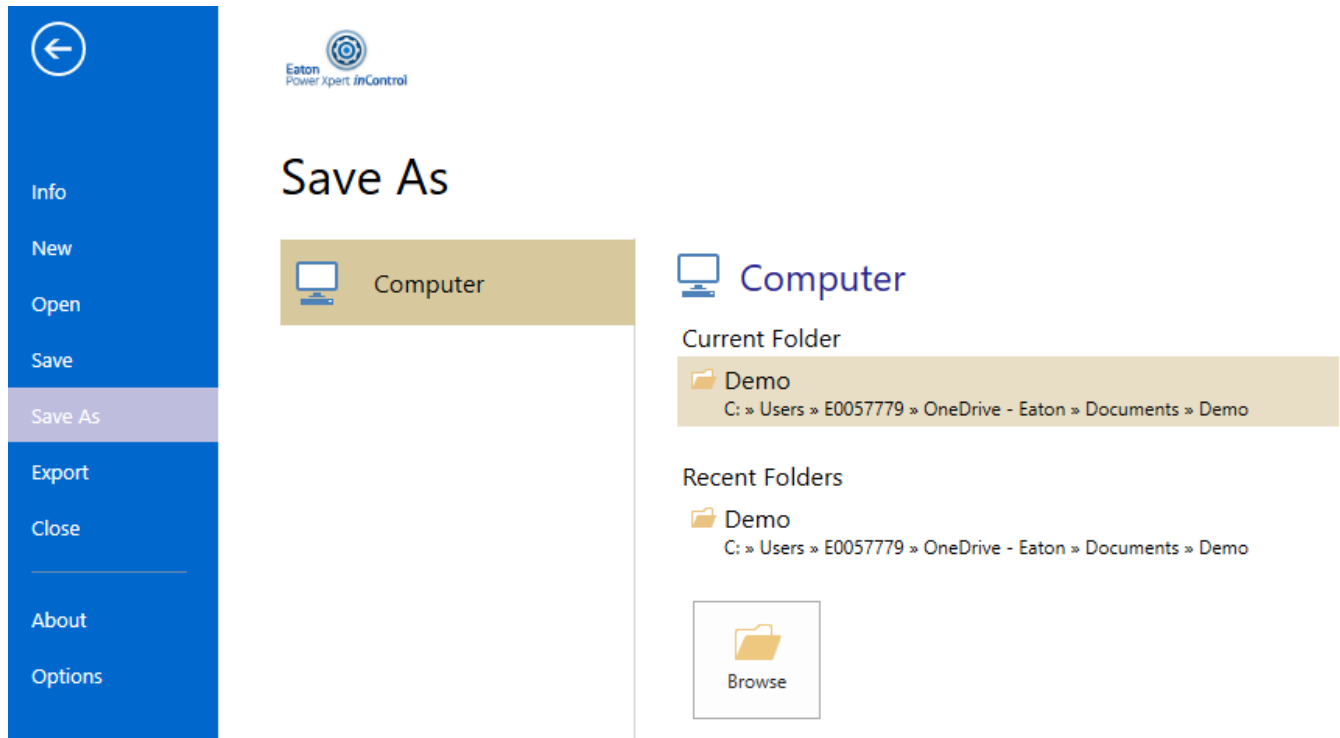 Info
New
Open
Save
Save As
Export
Close
About
Options
Eaton
Power Xpert inControl
Save As
Computer
Computer
Current Folder
Demo
C: » Users » E0057779 » OneDrive - Eaton » Documents » Demo
Recent Folders
Demo
C: » Users » E0057779 » OneDrive - Eaton » Documents » Demo
Browse